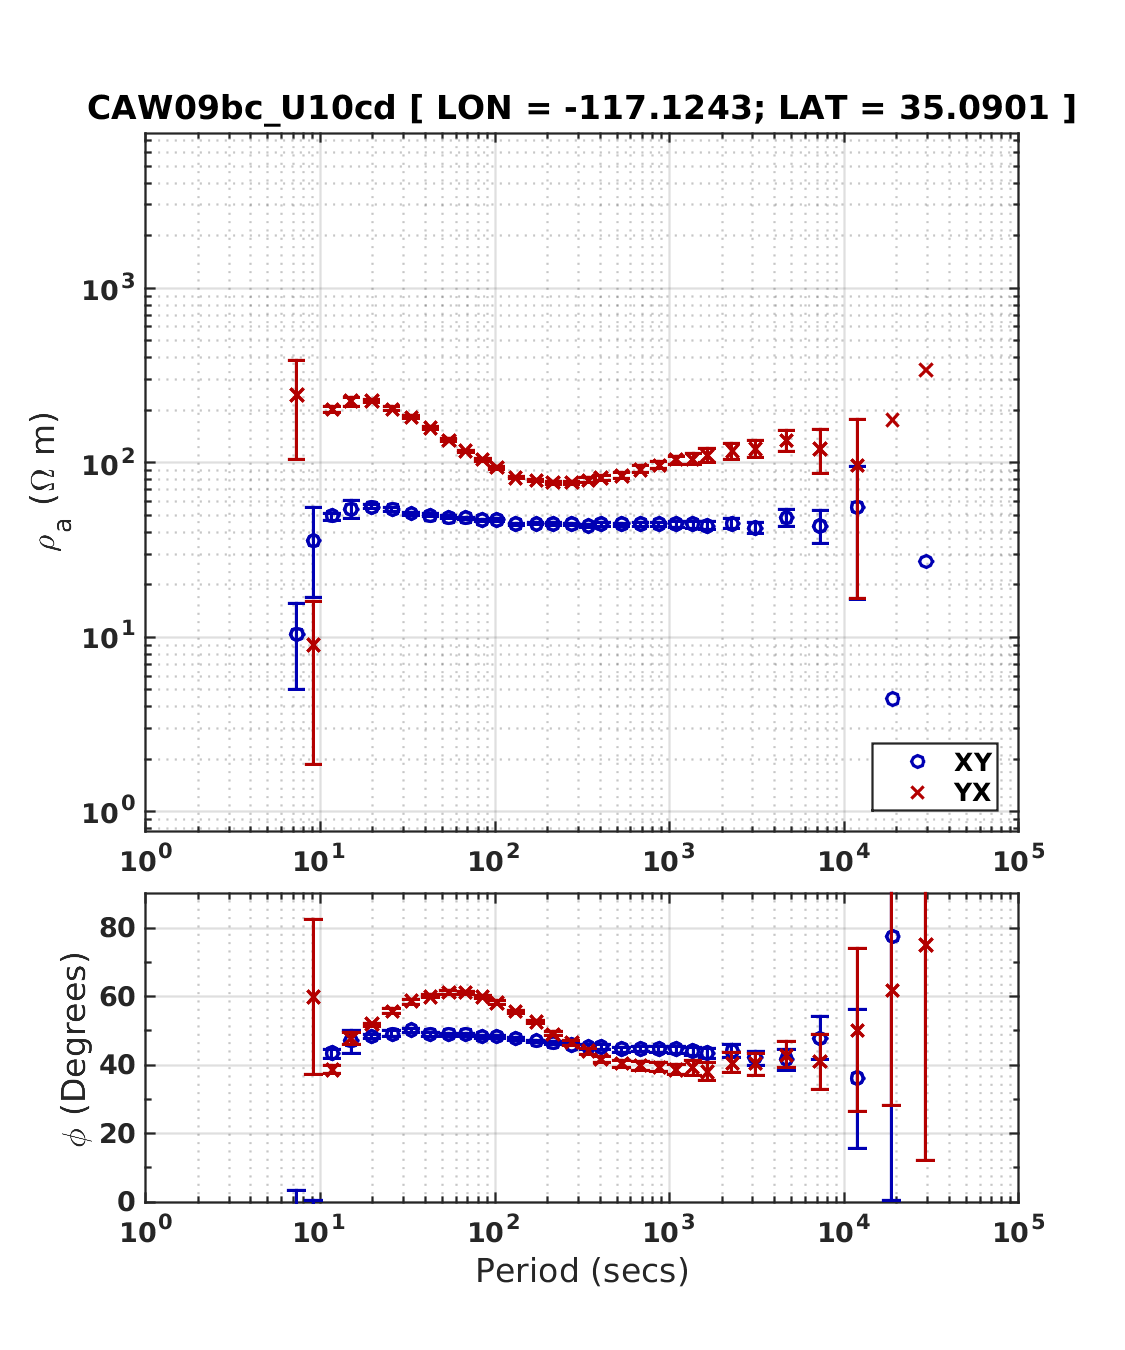 CAW09bc_U10cd [ LON = -117.1243; LAT = 35.0901 ]
ρₐ (Ω m)
10³
10²
10¹
10⁰
XY
YX
10⁰ 10¹ 10² 10³ 10⁴ 10⁵
ϕ (Degrees)
80
60
40
20
0
10⁰ 10¹ 10² 10³ 10⁴ 10⁵
Period (secs)